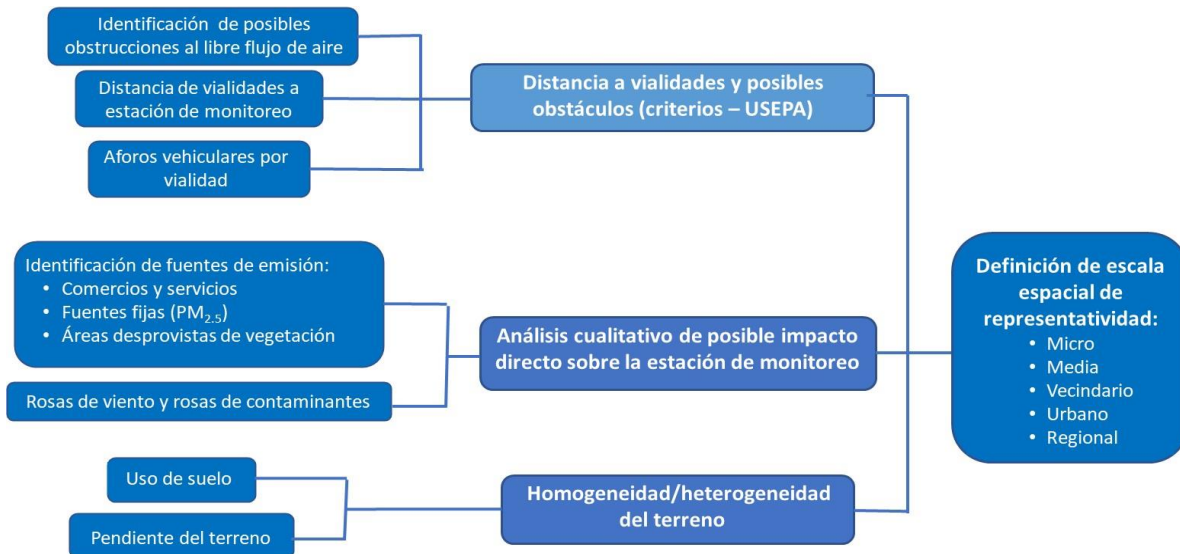 Identificación de posibles
obstrucciones al libre flujo de aire
Distancia de vialidades a
estación de monitoreo
Aforos vehiculares por
vialidad
Distancia a vialidades y posibles
obstáculos (criterios – USEPA)
Identificación de fuentes de emisión:
• Comercios y servicios
• Fuentes fijas (PM2.5)
• Áreas desprovistas de vegetación
Rosas de viento y rosas de contaminantes
Análisis cualitativo de posible impacto
directo sobre la estación de monitoreo
Uso de suelo
Pendiente del terreno
Homogeneidad/heterogeneidad
del terreno
Definición de escala
espacial de
representatividad:
• Micro
• Media
• Vecindario
• Urbano
• Regional